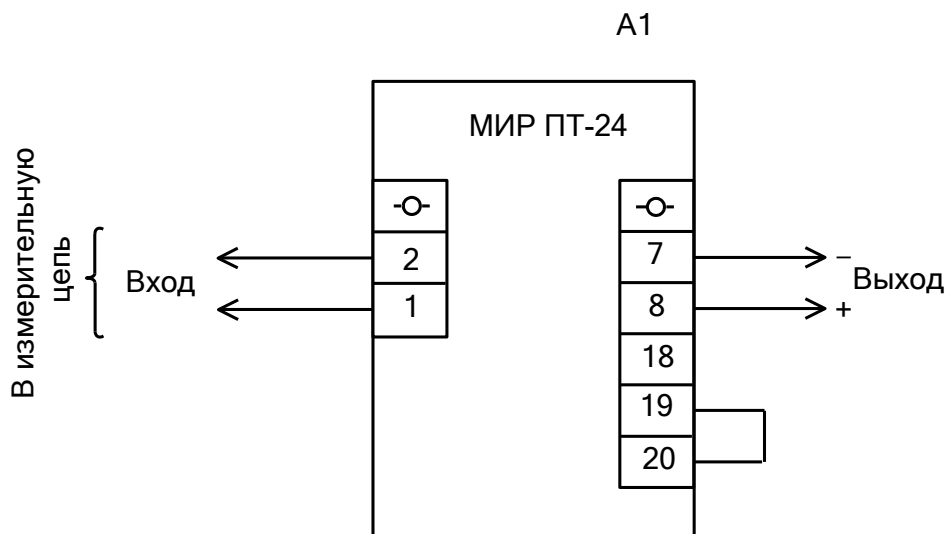 A1
МИР ПТ-24
В измерительную
цепь
Вход
2
1
7
8
18
19
20
–
+
Выход